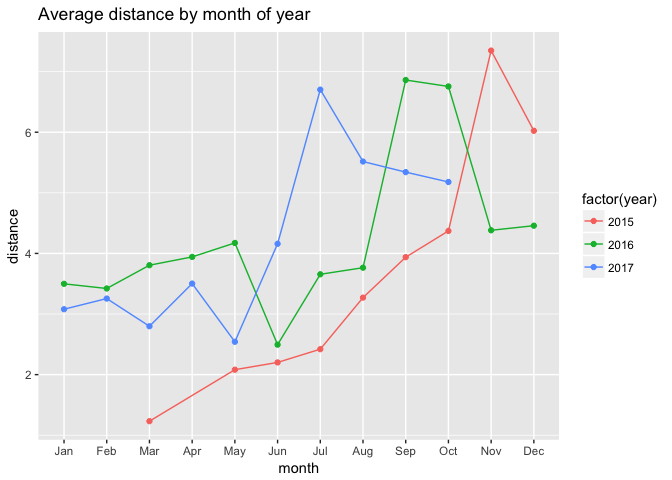 Average distance by month of year
distance
6
4
2
Jan Feb Mar Apr May Jun Jul Aug Sep Oct Nov Dec
month
factor(year)
2015
2016
2017